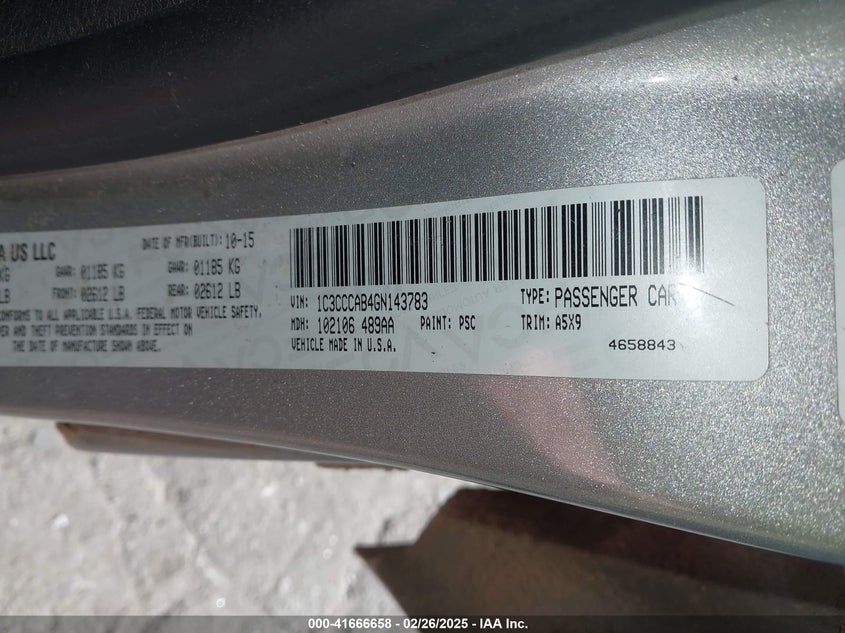 A US LLC DATE OF MFR(BUILT): 10-15
KG GAWR: 01185 KG GAWR: 01185 KG
LB FRONT: 02612 LB REAR: 02612 LB
CONFORMS TO ALL APPLICABLE U.S.A. FEDERAL MOTOR VEHICLE SAFETY,
AND THEFT PREVENTION STANDARDS IN EFFECT ON
THE DATE OF MANUFACTURE SHOWN ABOVE.
VIN: 1C3CCCAB4GN143783 TYPE: PASSENGER CAR
MDH: 102106 489AA PAINT: PSC TRIM: A5X9
VEHICLE MADE IN U.S.A. 4658843
000-41666658 - 02/26/2025 - IAA Inc.